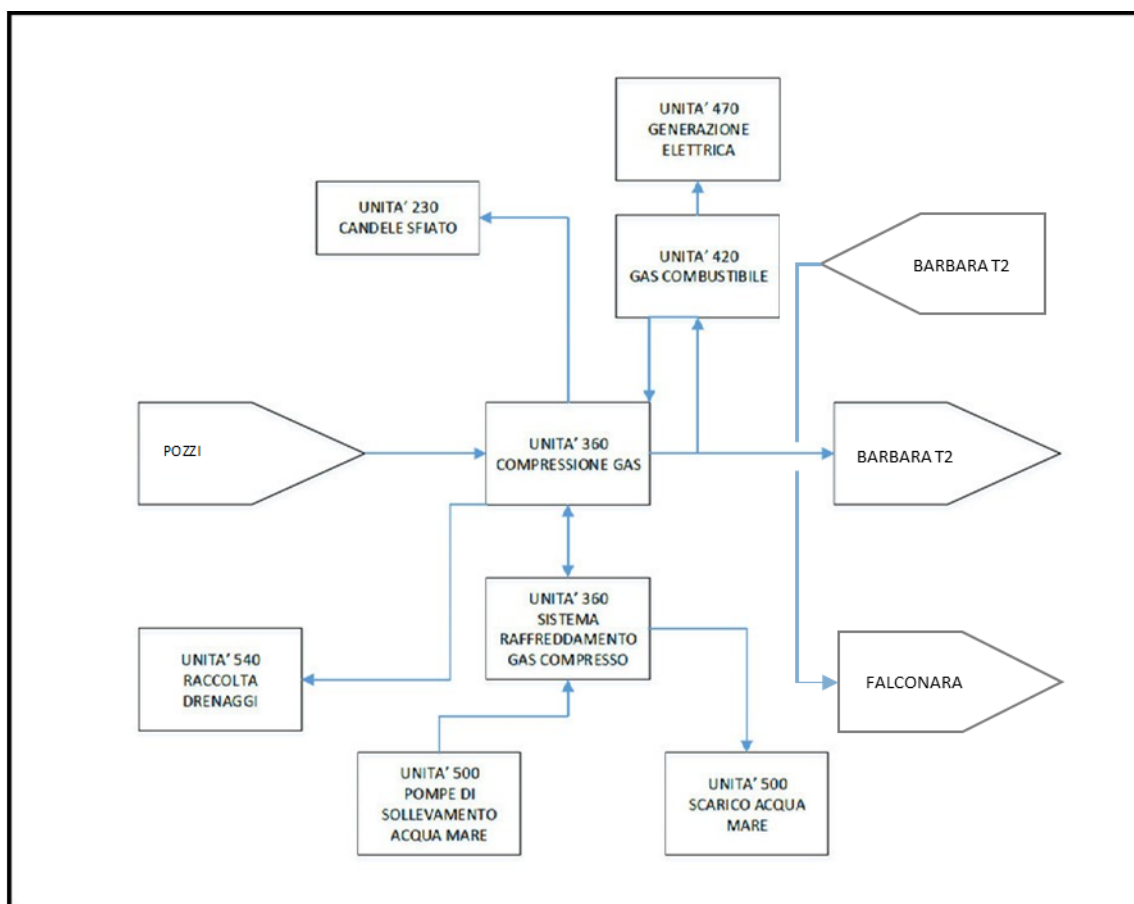 UNITA’ 470
GENERAZIONE
ELETTRICA
UNITA’ 230
CANDELE SFIATO
UNITA’ 420
GAS COMBUSTIBILE
BARBARA T2
POZZI
UNITA’ 360
COMPRESSIONE GAS
BARBARA T2
UNITA’ 360
SISTEMA
RAFFREDDAMENTO
GAS COMPRESSO
UNITA’ 540
RACCOLTA
DRENAGGI
FALCONARA
UNITA’ 500
POMPE DI
SOLLEVAMENTO
ACQUA MARE
UNITA’ 500
SCARICO ACQUA
MARE